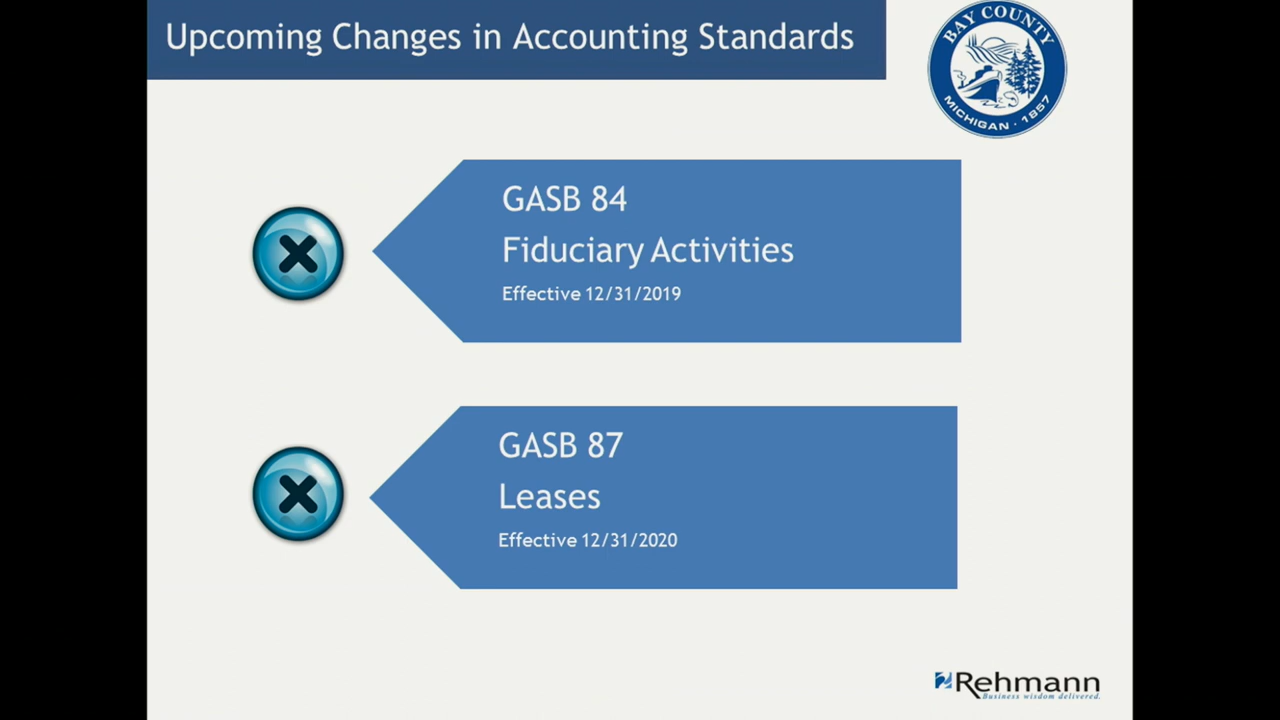 Upcoming Changes in Accounting Standards
BAY COUNTY
MICHIGAN · 1857
GASB 84
Fiduciary Activities
Effective 12/31/2019
GASB 87
Leases
Effective 12/31/2020
Rehmann
Business wisdom delivered.